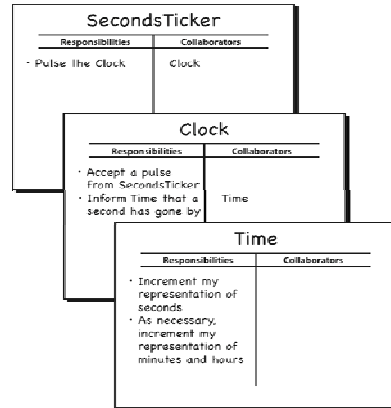 SecondsTicker
Responsibilities Collaborators
• Pulse the Clock Clock
Clock
Responsibilities Collaborators
• Accept a pulse
from SecondsTicker
• Inform Time that a Time
second has gone by
Time
Responsibilities Collaborators
• Increment my
representation of
seconds
• As necessary,
increment my
representation of
minutes and hours